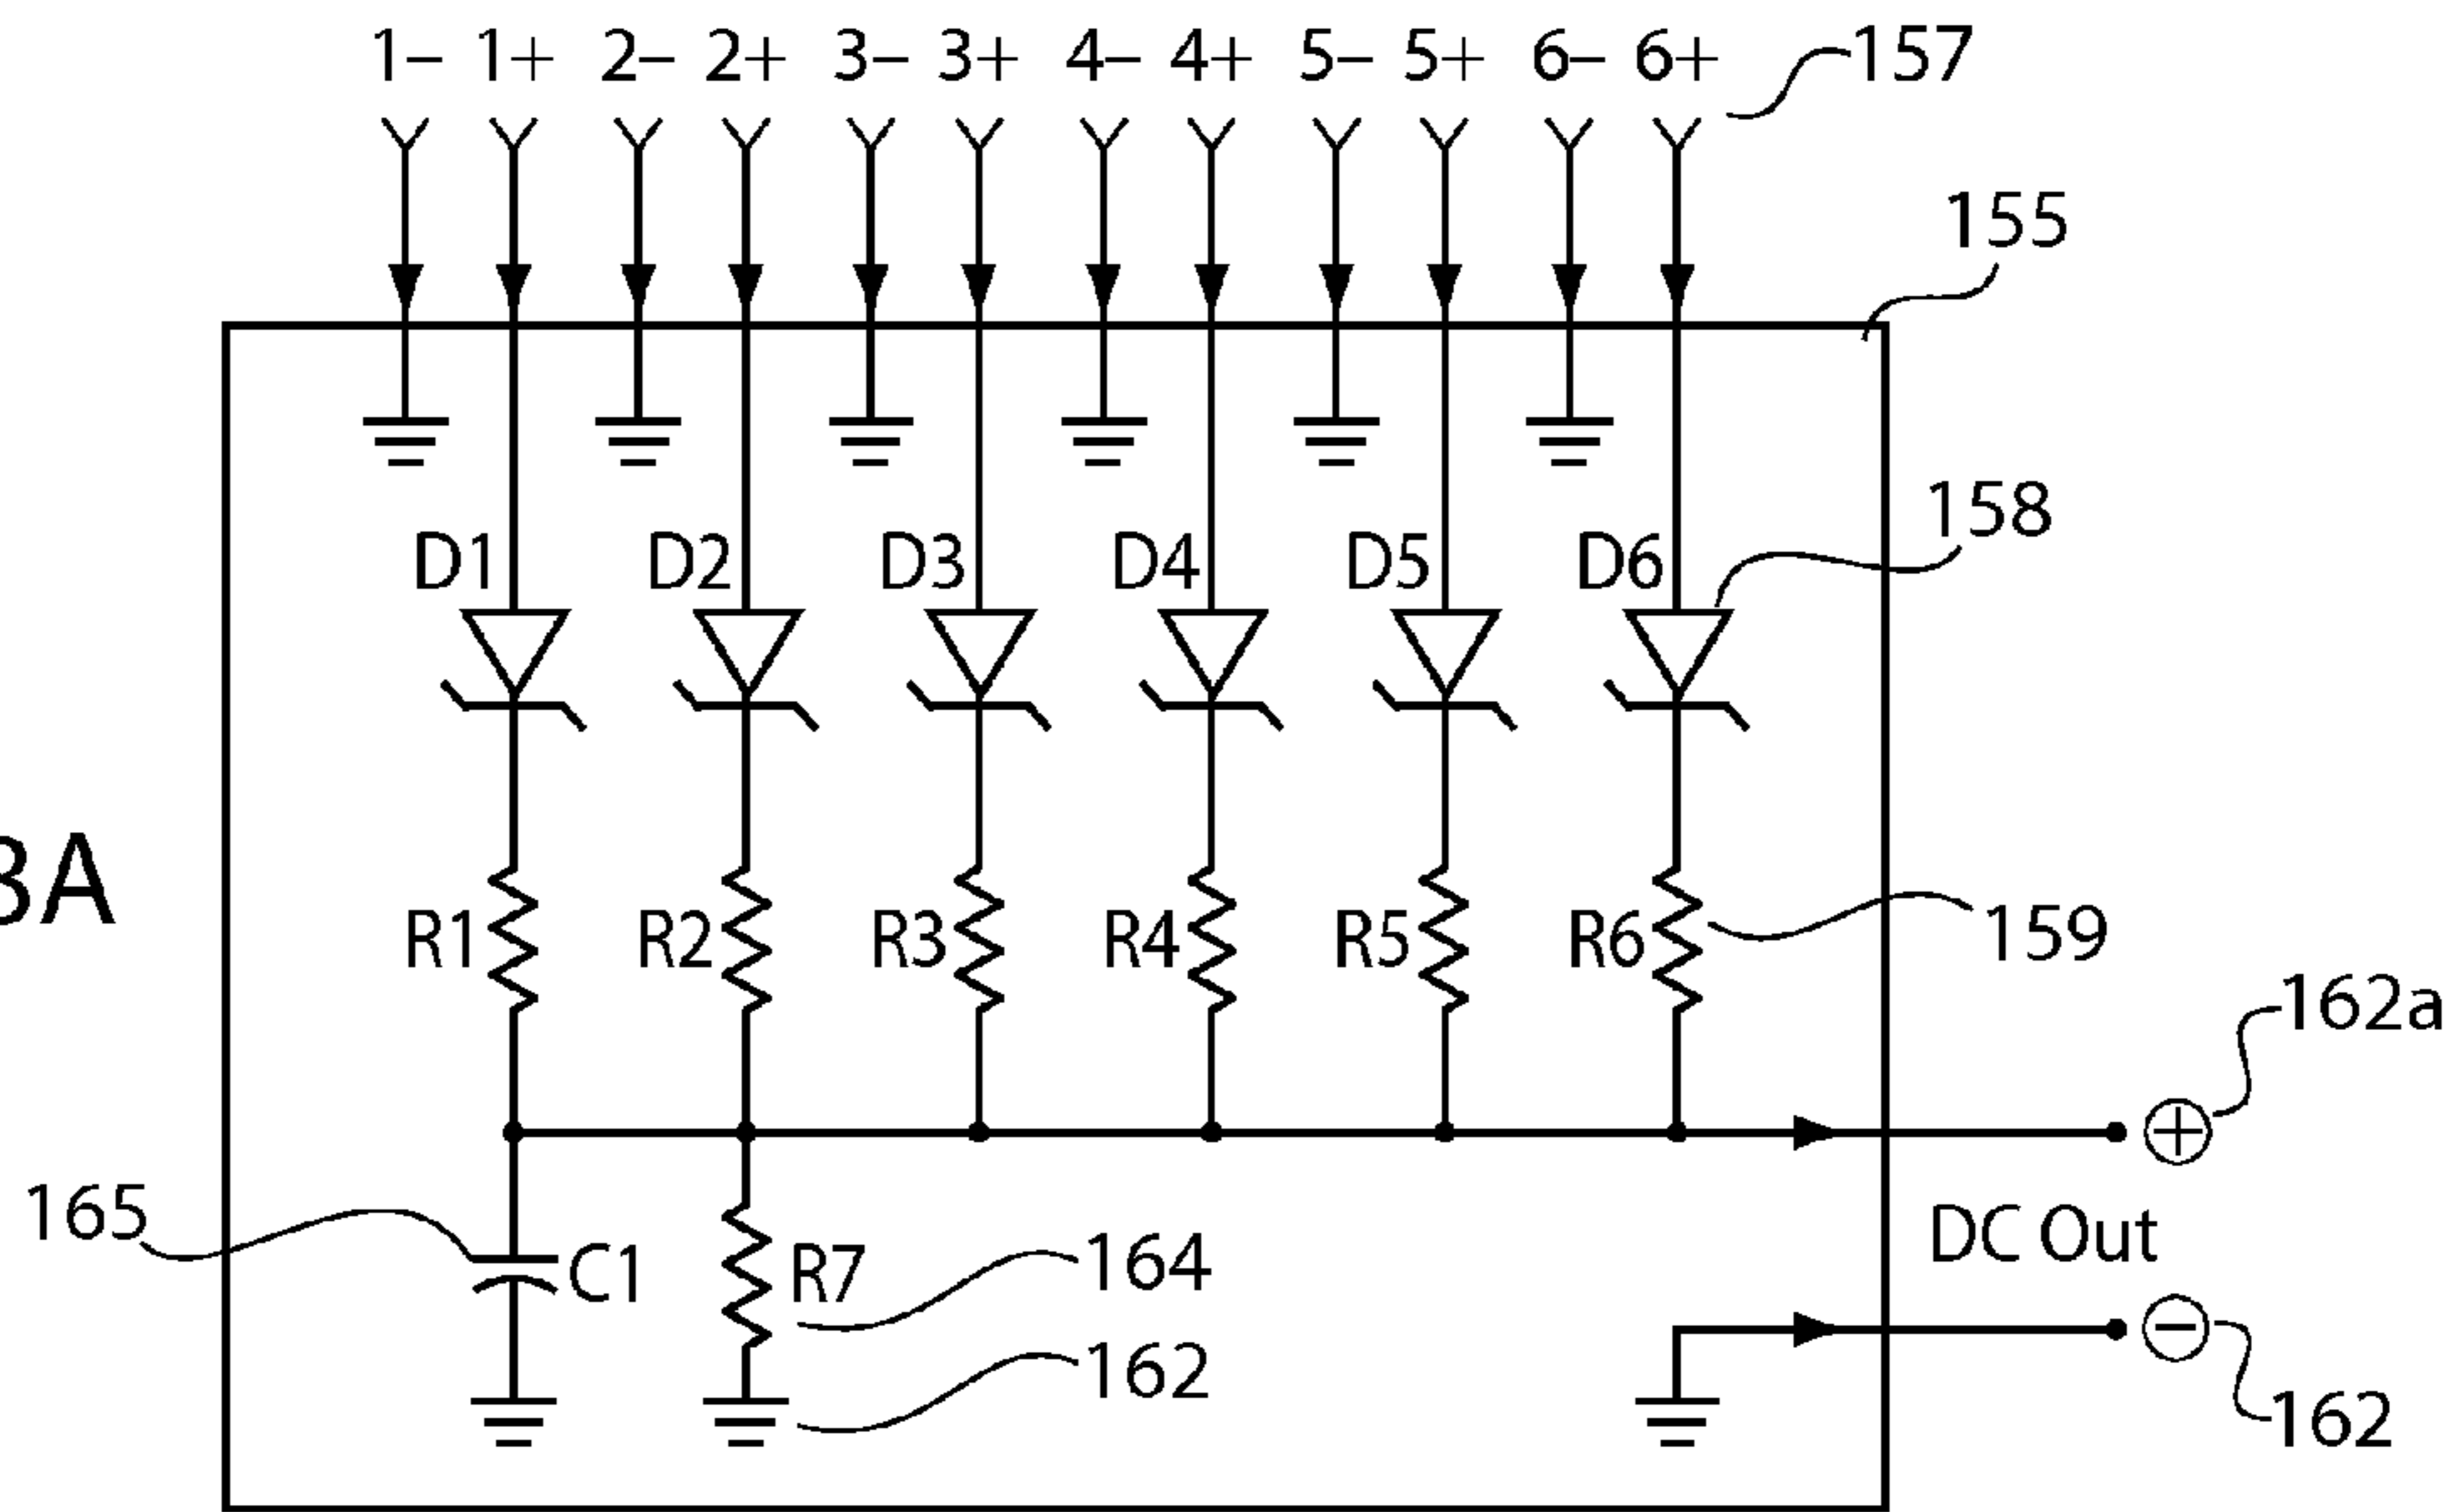 1– 1+ 2– 2+ 3– 3+ 4– 4+ 5– 5+ 6– 6+ 157
155
158
D1 D2 D3 D4 D5 D6
3A
R1 R2 R3 R4 R5 R6 159
162a
+
165
DC Out
C1 R7 164
–
162
162